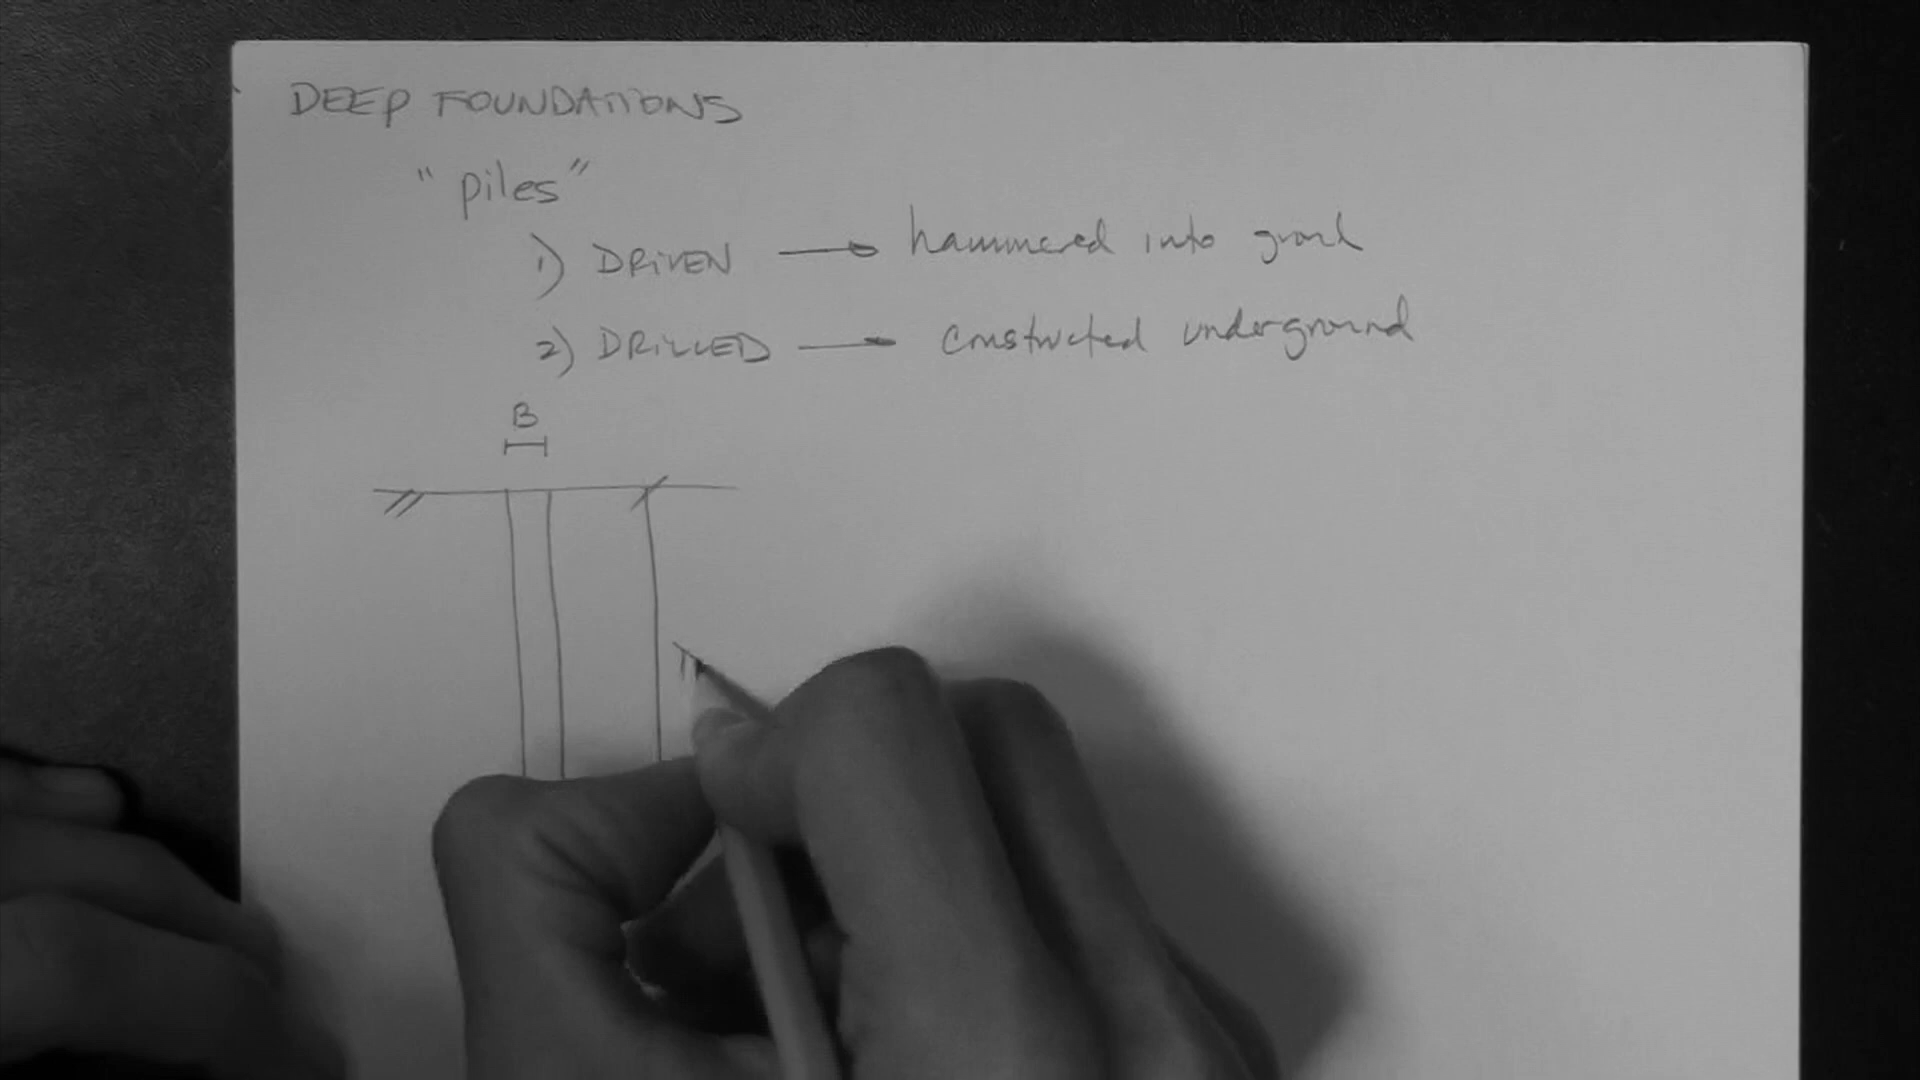 DEEP FOUNDATIONS
"piles"
1) DRIVEN → hammered into ground
2) DRILLED → constructed underground
B